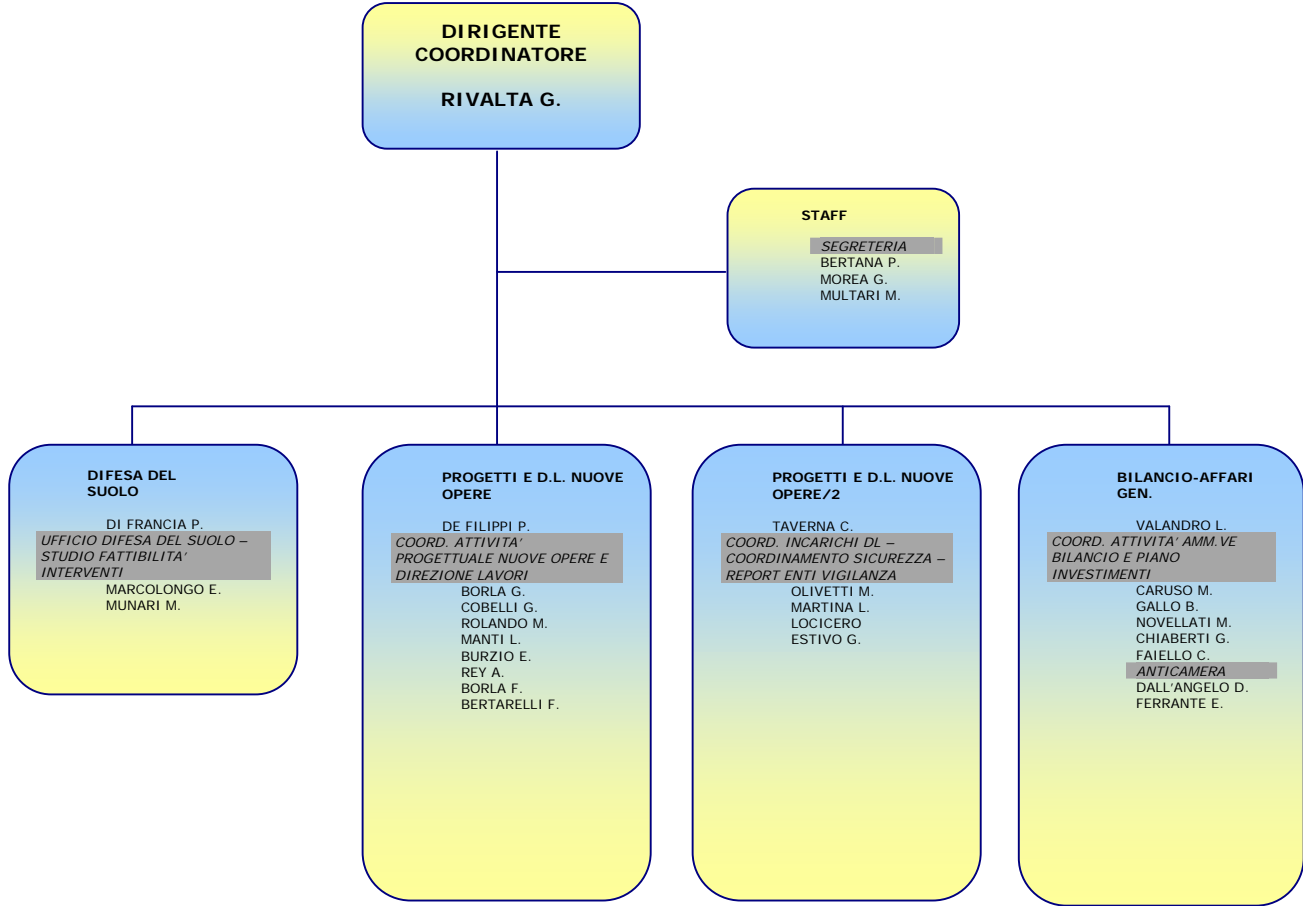 DIRIGENTE
COORDINATORE
RIVALTA G.
STAFF
SEGRETERIA
BERTANA P.
MOREA G.
MULTARI M.
DIFESA DEL
SUOLO
DI FRANCIA P.
UFFICIO DIFESA DEL SUOLO –
STUDIO FATTIBILITA'
INTERVENTI
MARCOLONGO E.
MUNARI M.
PROGETTI E D.L. NUOVE
OPERE
DE FILIPPI P.
COORD. ATTIVITA'
PROGETTUALE NUOVE OPERE E
DIREZIONE LAVORI
BORLA G.
COBELLI G.
ROLANDO M.
MANTI L.
BURZIO E.
REY A.
BORLA F.
BERTARELLI F.
PROGETTI E D.L. NUOVE
OPERE/2
TAVERNA C.
COORD. INCARICHI DL –
COORDINAMENTO SICUREZZA –
REPORT ENTI VIGILANZA
OLIVETTI M.
MARTINA L.
LOCICERO
ESTIVO G.
BILANCIO-AFFARI
GEN.
VALANDRO L.
COORD. ATTIVITA' AMM.VE
BILANCIO E PIANO
INVESTIMENTI
CARUSO M.
GALLO B.
NOVELLATI M.
CHIABERTI G.
FAIELLO C.
ANTICAMERA
DALL'ANGELO D.
FERRANTE E.